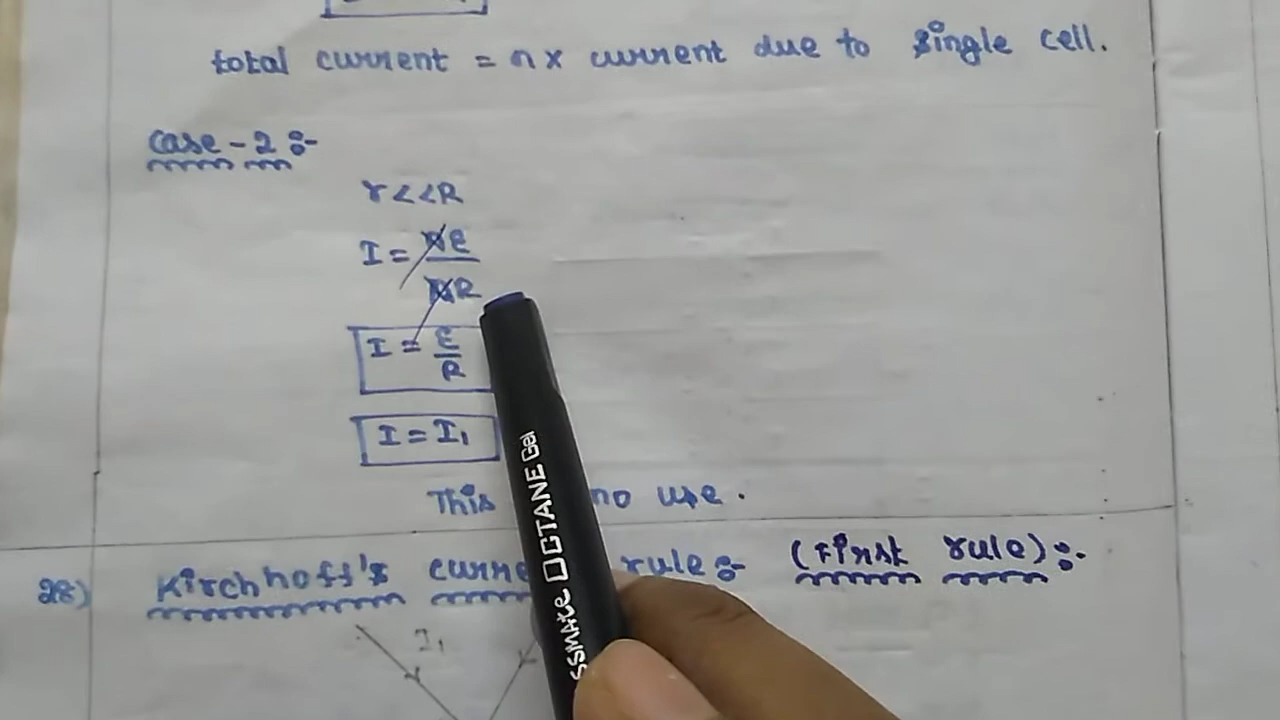 total current = n x current due to single cell.
Case - 2 :-
r << R
I = NE / NR
I = ε / R
I = I₁
This no use.
28) Kirchhoff's rule :- (First rule) :-
I₁
SSMATE OCTANE Gel